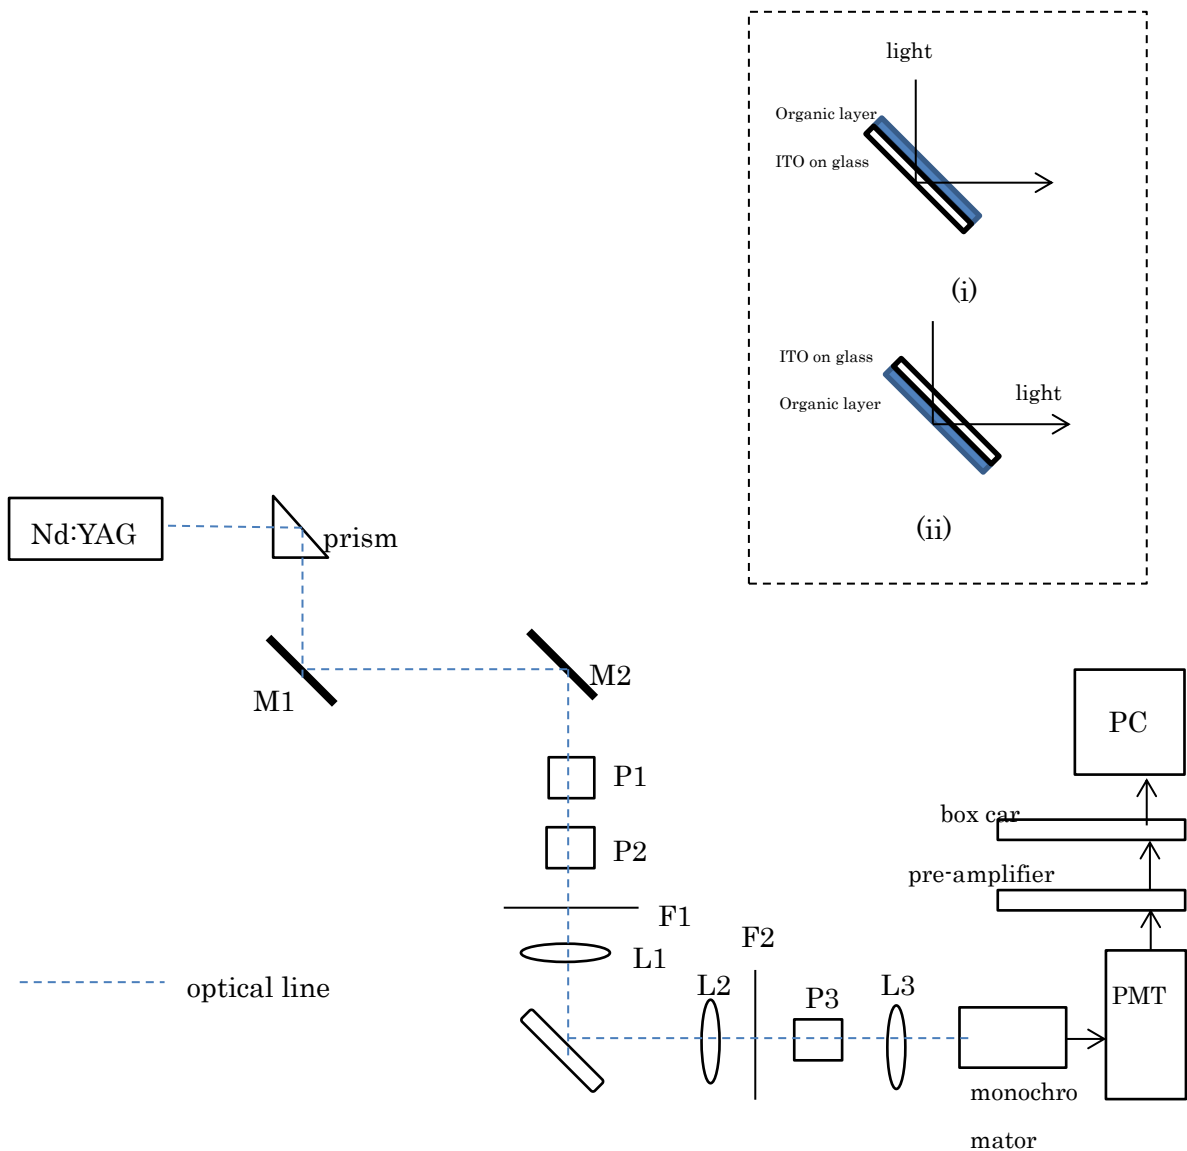 light
Organic layer
ITO on glass
(i)
ITO on glass
light
Organic layer
(ii)
Nd:YAG
prism
M1
M2
PC
P1
box car
P2
pre-amplifier
F1
F2
L1
optical line
L2
P3
L3
PMT
monochro
mator